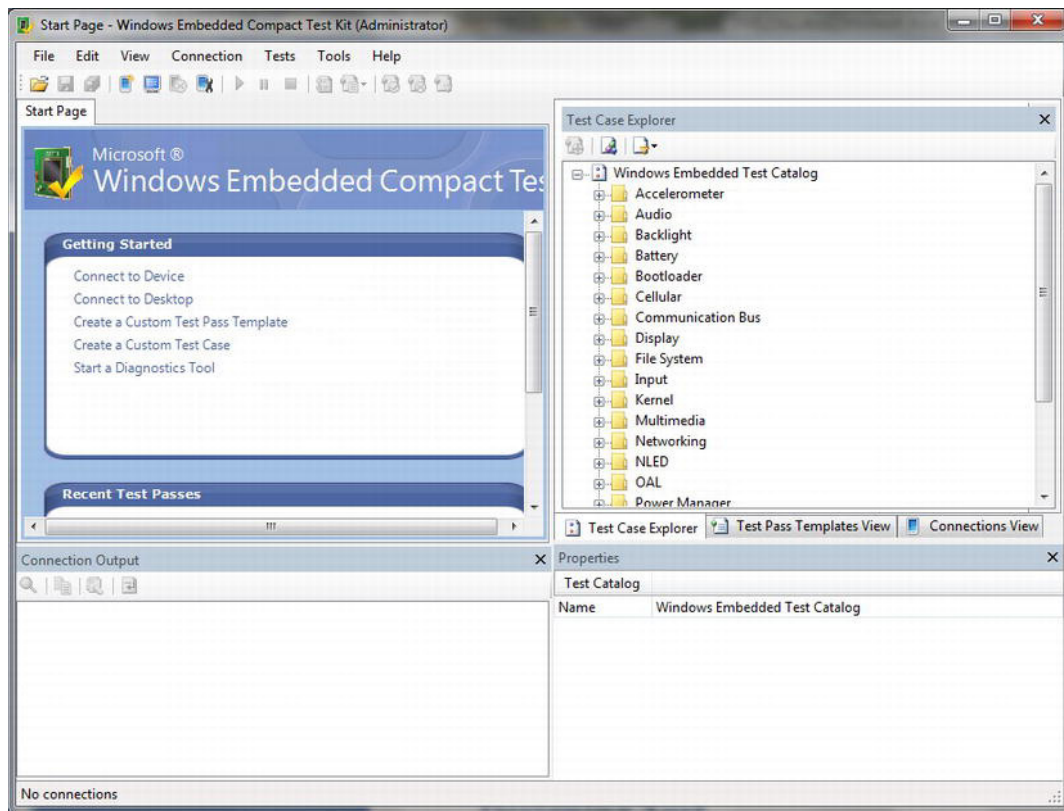 Start Page - Windows Embedded Compact Test Kit (Administrator)
File Edit View Connection Tests Tools Help
Start Page
Microsoft ®
Windows Embedded Compact Tes
Getting Started
Connect to Device
Connect to Desktop
Create a Custom Test Pass Template
Create a Custom Test Case
Start a Diagnostics Tool
Recent Test Passes
Test Case Explorer
Windows Embedded Test Catalog
Accelerometer
Audio
Backlight
Battery
Bootloader
Cellular
Communication Bus
Display
File System
Input
Kernel
Multimedia
Networking
NLED
OAL
Power Manager
Test Case Explorer Test Pass Templates View Connections View
Connection Output
Properties
Test Catalog
Name Windows Embedded Test Catalog
No connections